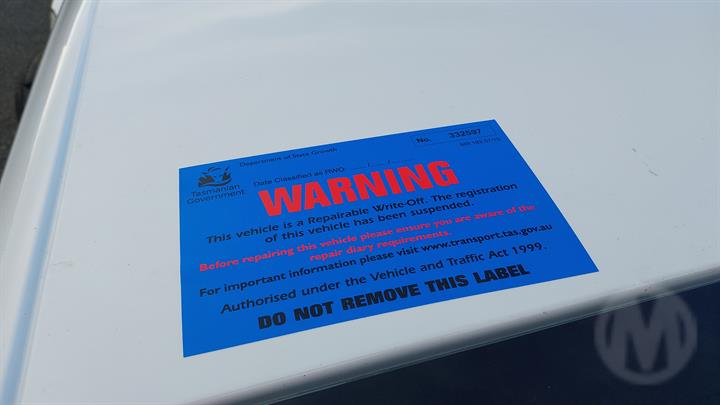 Department of State Growth
No. 332597
Tasmanian
Government
Date Classified as RWO:
WARNING
This vehicle is a Repairable Write-Off. The registration
of this vehicle has been suspended.
Before repairing this vehicle please ensure you are aware of the
repair diary requirements.
For important information please visit www.transport.tas.gov.au
Authorised under the Vehicle and Traffic Act 1999.
DO NOT REMOVE THIS LABEL
M